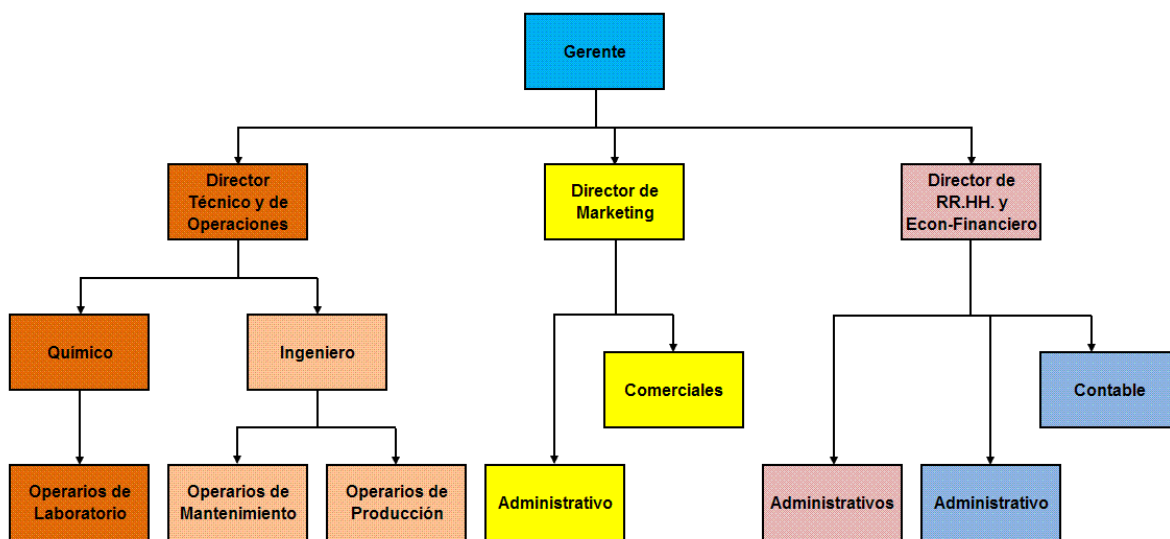 Gerente
Director
Técnico y de
Operaciones
Director de
Marketing
Director de
RR.HH. y
Econ-Financiero
Quimico
Ingeniero
Comerciales
Contable
Operarios de
Laboratorio
Operarios de
Mantenimiento
Operarios de
Producción
Administrativo
Administrativos
Administrativo